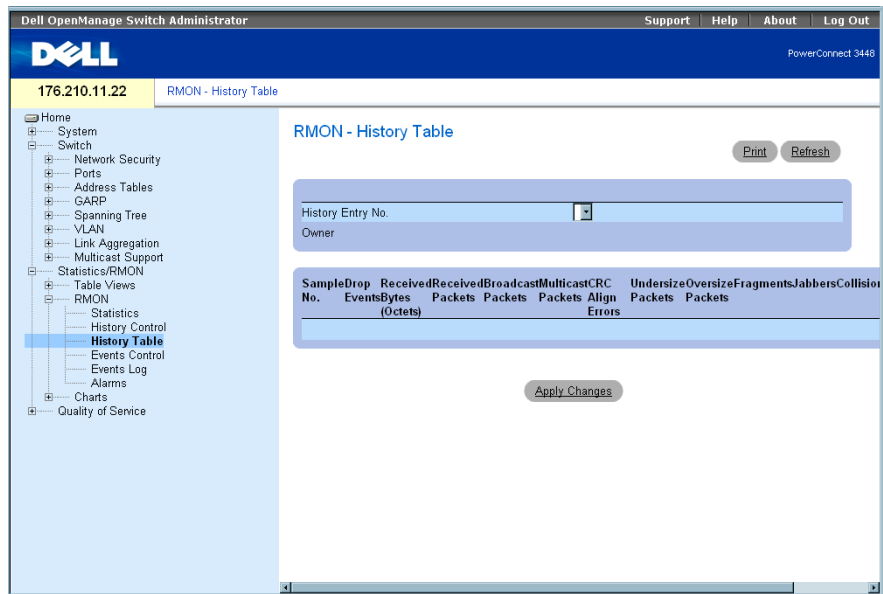 Dell OpenManage Switch Administrator
Support | Help | About | Log Out
DELL
PowerConnect 3448
176.210.11.22
RMON - History Table
Home
System
Switch
Network Security
Ports
Address Tables
GARP
Spanning Tree
VLAN
Link Aggregation
Multicast Support
Statistics/RMON
Table Views
RMON
Statistics
History Control
History Table
Events Control
Events Log
Alarms
Charts
Quality of Service
RMON - History Table
Print Refresh
History Entry No.
Owner
Sample Drop Received Received Broadcast Multicast CRC Undersize Oversize Fragments Jabbers Collision
No. Events Bytes Packets Packets Packets Align Packets Packets
(Octets) Errors
Apply Changes